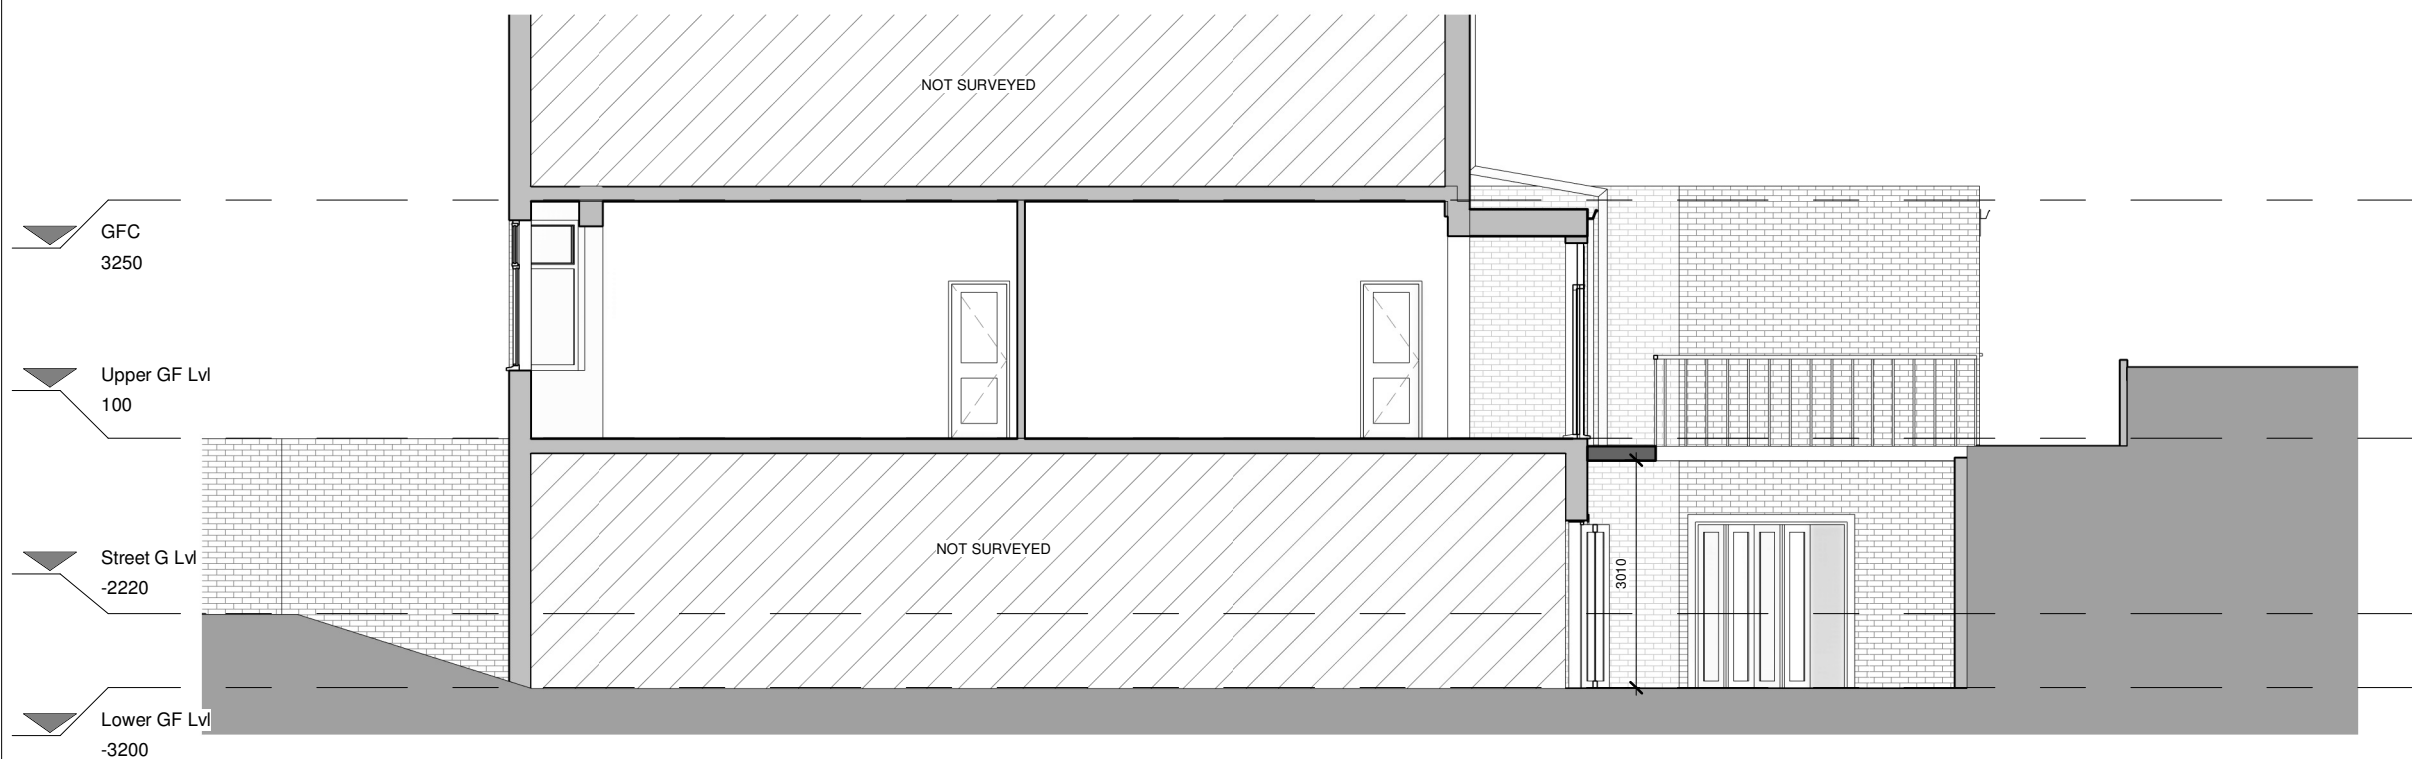 NOT SURVEYED
GFC
3250
Upper GF Lvl
100
Street G Lvl
-2220
NOT SURVEYED
3010
Lower GF Lvl
-3200